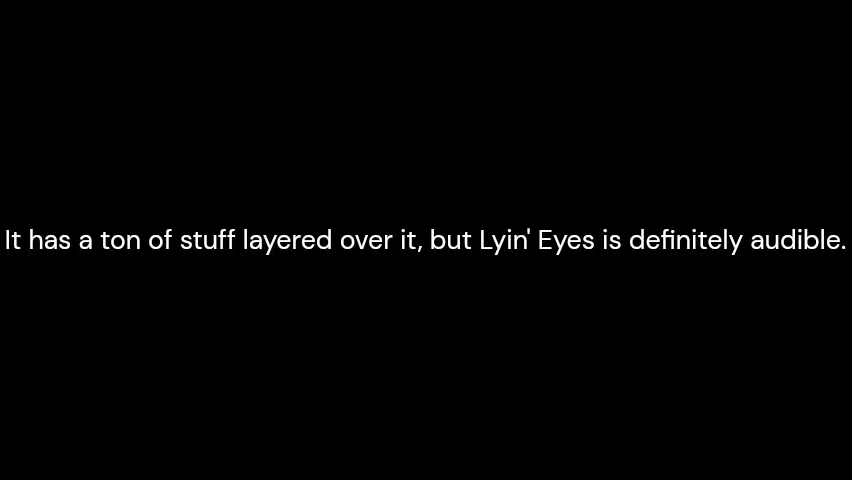 It has a ton of stuff layered over it, but Lyin' Eyes is definitely audible.